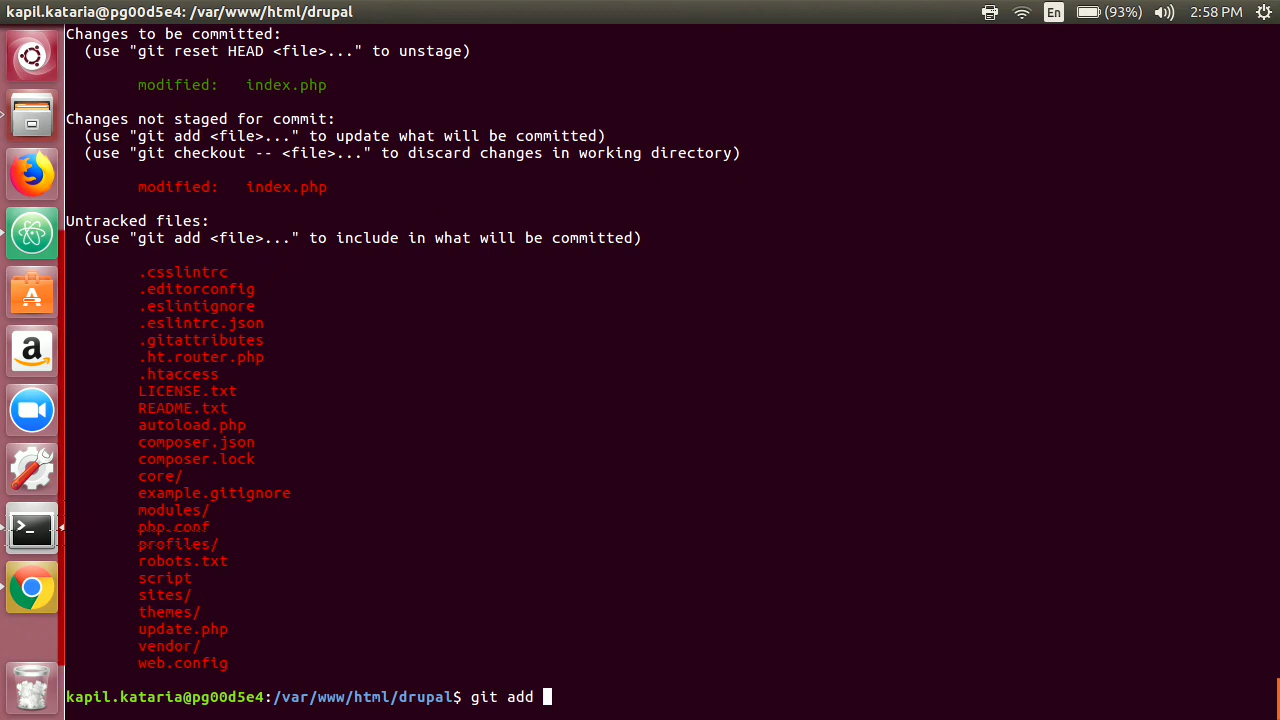 kapil.kataria@pg00d5e4: /var/www/html/drupal
En (93%) 2:58 PM
Changes to be committed:
(use "git reset HEAD <file>..." to unstage)
modified: index.php
Changes not staged for commit:
(use "git add <file>..." to update what will be committed)
(use "git checkout -- <file>..." to discard changes in working directory)
modified: index.php
Untracked files:
(use "git add <file>..." to include in what will be committed)
.csslintrc
.editorconfig
.eslintignore
.eslintrc.json
.gitattributes
.ht.router.php
.htaccess
LICENSE.txt
README.txt
autoload.php
composer.json
composer.lock
core/
example.gitignore
modules/
php.conf
profiles/
robots.txt
script
sites/
themes/
update.php
vendor/
web.config
kapil.kataria@pg00d5e4:/var/www/html/drupal$ git add